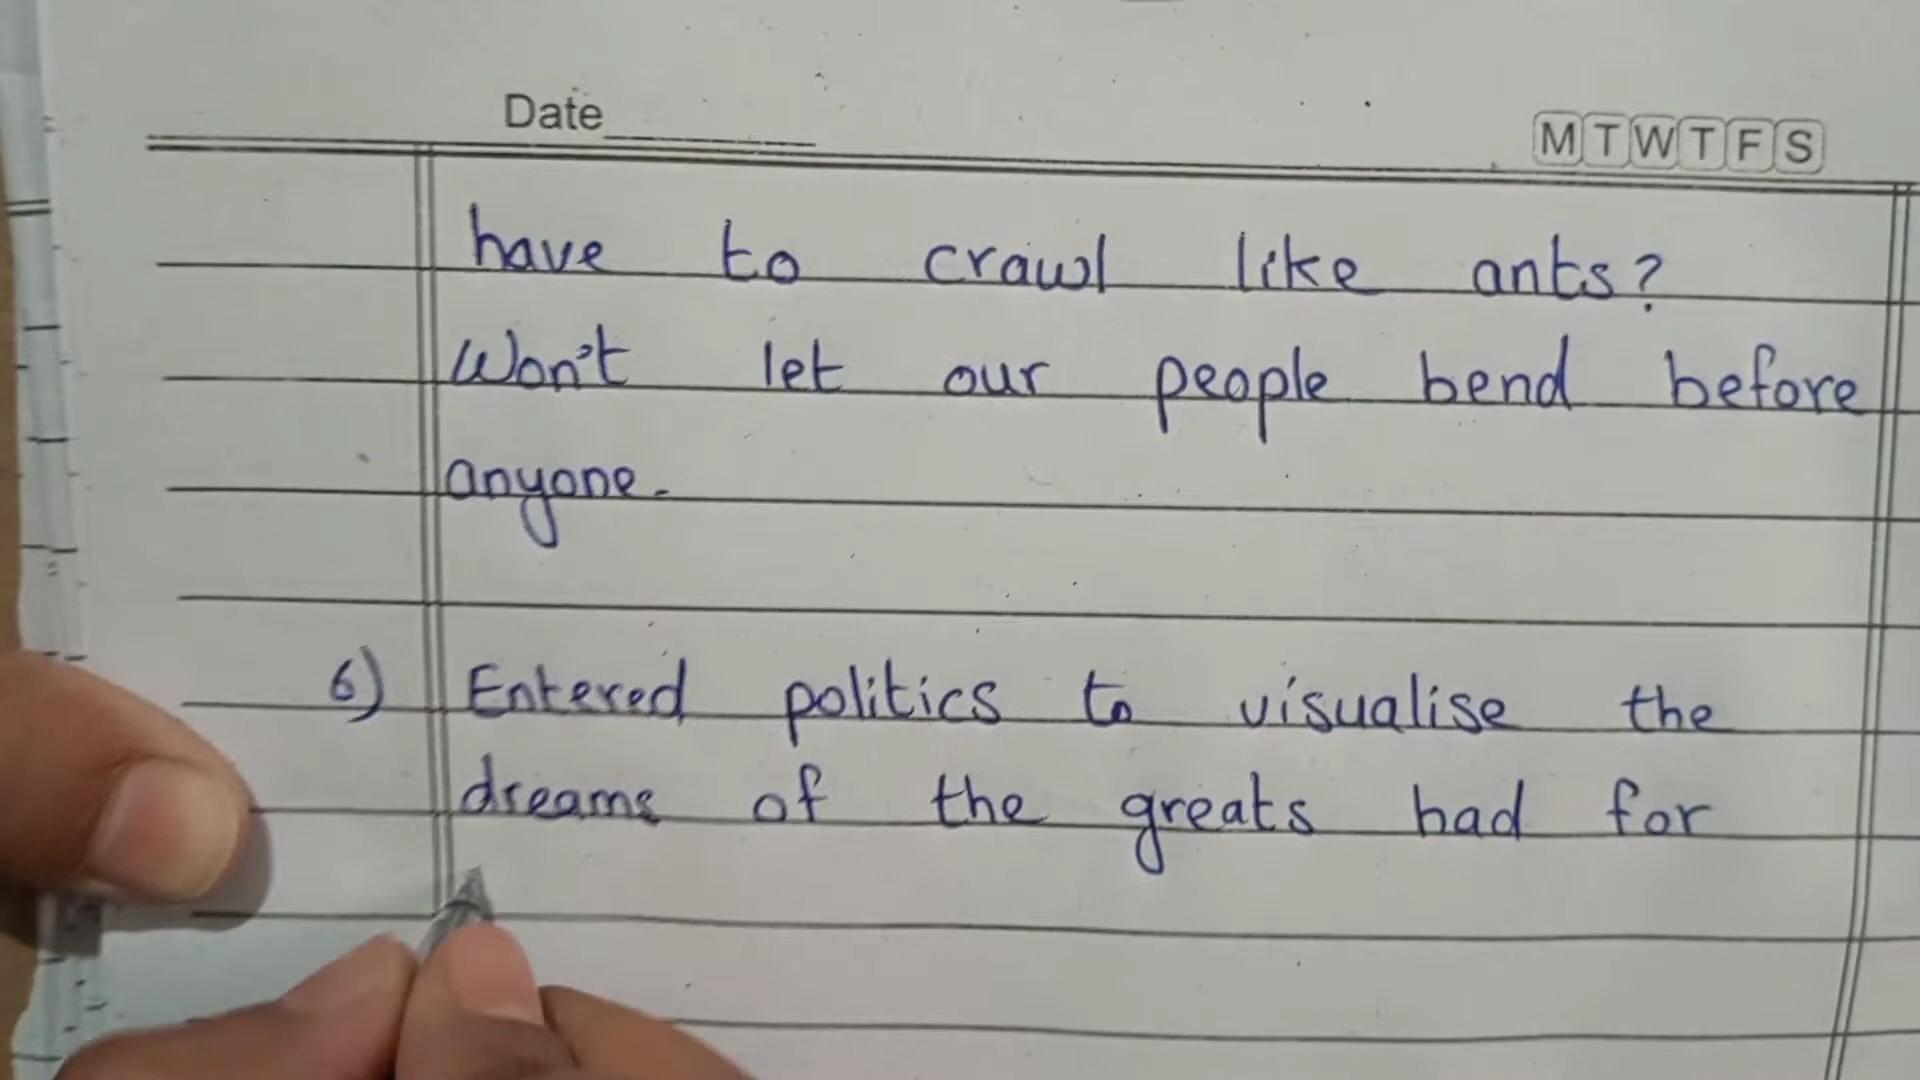 Date
M T W T F S
have to crawl like ants?
Won't let our people bend before
anyone.
6) Entered politics to visualise the
dreams of the greats had for